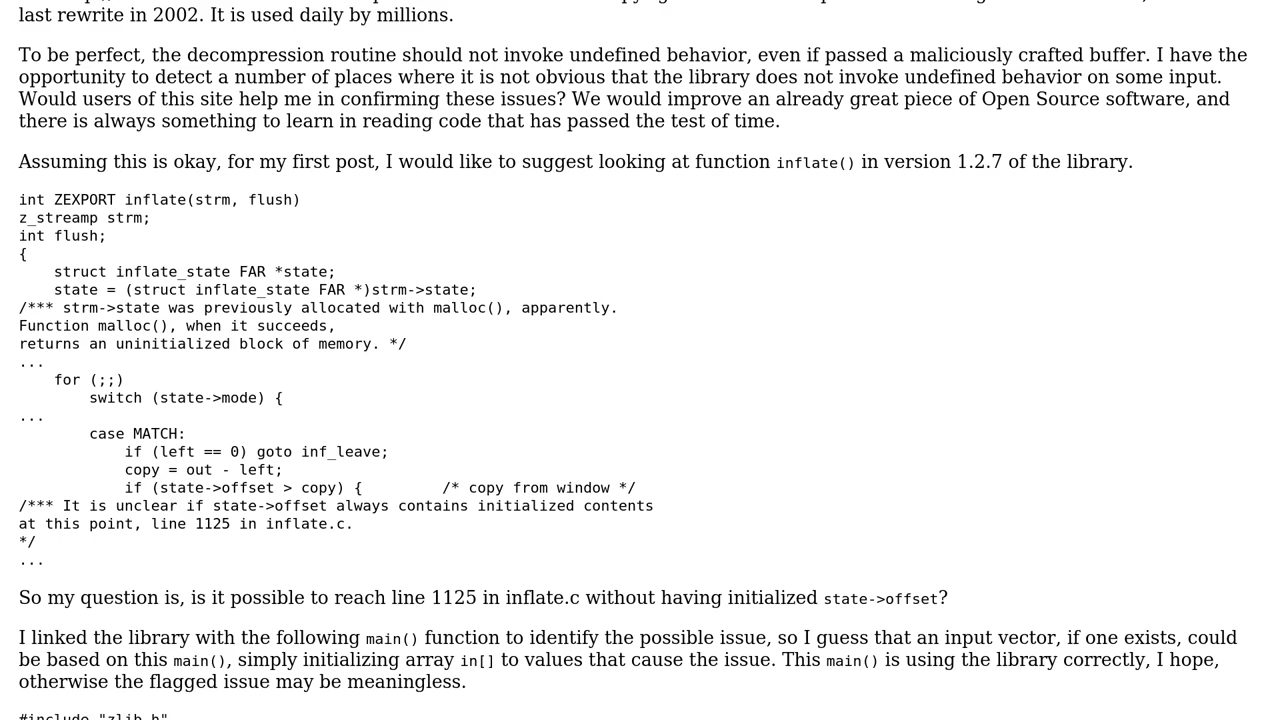 last rewrite in 2002. It is used daily by millions.
To be perfect, the decompression routine should not invoke undefined behavior, even if passed a maliciously crafted buffer. I have the
opportunity to detect a number of places where it is not obvious that the library does not invoke undefined behavior on some input.
Would users of this site help me in confirming these issues? We would improve an already great piece of Open Source software, and
there is always something to learn in reading code that has passed the test of time.
Assuming this is okay, for my first post, I would like to suggest looking at function inflate() in version 1.2.7 of the library.
int ZEXPORT inflate(strm, flush)
z_streamp strm;
int flush;
{
    struct inflate_state FAR *state;
    state = (struct inflate_state FAR *)strm->state;
/*** strm->state was previously allocated with malloc(), apparently.
Function malloc(), when it succeeds,
returns an uninitialized block of memory. */
...
    for (;;)
        switch (state->mode) {
...
        case MATCH:
            if (left == 0) goto inf_leave;
            copy = out - left;
            if (state->offset > copy) {         /* copy from window */
/*** It is unclear if state->offset always contains initialized contents
at this point, line 1125 in inflate.c.
*/
...
So my question is, is it possible to reach line 1125 in inflate.c without having initialized state->offset?
I linked the library with the following main() function to identify the possible issue, so I guess that an input vector, if one exists, could
be based on this main(), simply initializing array in[] to values that cause the issue. This main() is using the library correctly, I hope,
otherwise the flagged issue may be meaningless.
#include "zlib.h"